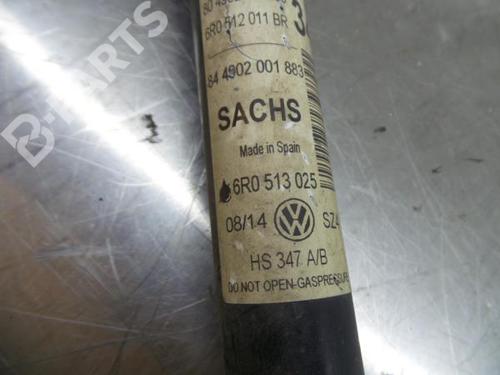 B-PARTS
6R0 512 011 BR
84 4902 001 883
SACHS
Made in Spain
6R0 513 025
08/14 VW SZ4
HS 347 A/B
DO NOT OPEN-GASPRESSURE